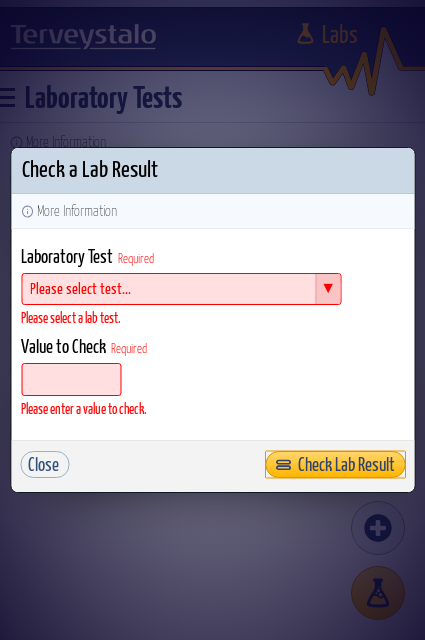 Terveystalo
Labs
Laboratory Tests
More Information
Check a Lab Result
More Information
Laboratory Test Required
Please select test...
Please select a lab test.
Value to Check Required
Please enter a value to check.
Close
Check Lab Result